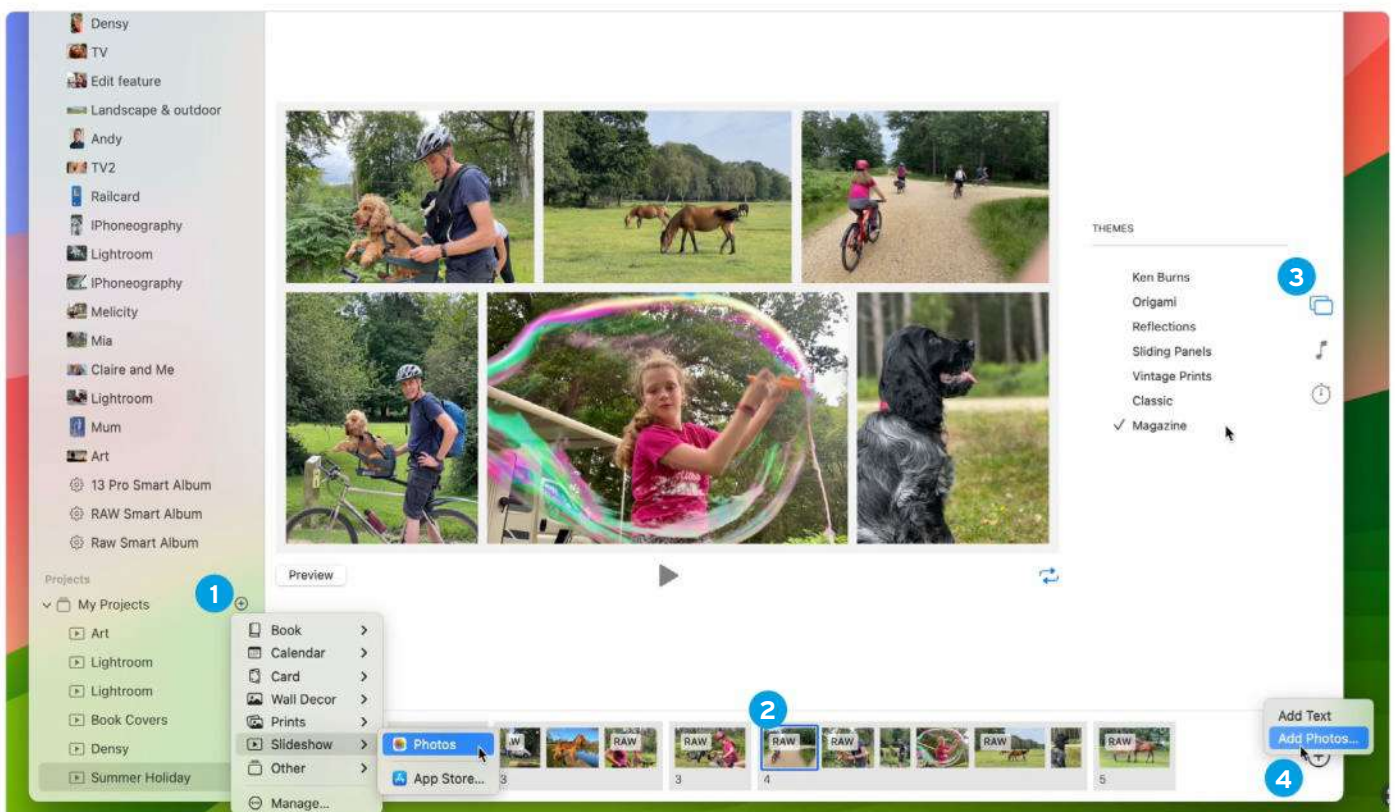 Densy
TV
Edit feature
Landscape & outdoor
Andy
TV2
Railcard
IPhoneography
Lightroom
IPhoneography
Melicity
Mia
Claire and Me
Lightroom
Mum
Art
13 Pro Smart Album
RAW Smart Album
Raw Smart Album
Projects
My Projects
Art
Lightroom
Lightroom
Book Covers
Densy
Summer Holiday
1
Book
Calendar
Card
Wall Decor
Prints
Slideshow
Other
Manage...
Photos
App Store...
Preview
THEMES
Ken Burns
Origami
Reflections
Sliding Panels
Vintage Prints
Classic
Magazine
3
2
W RAW
3
RAW
3
RAW RAW RAW
4
RAW
5
Add Text
Add Photos...
4